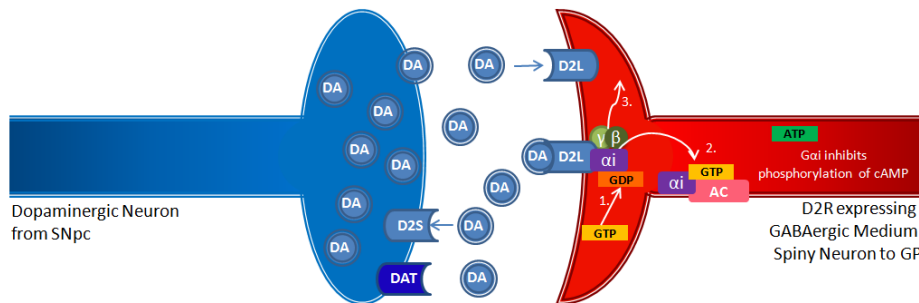 DA
DA
D2L
DA
DA
DA
DA
DA
DA
DA
D2L
γ
β
αi
GDP
3.
2.
1.
GTP
ATP
Gαi inhibits
phosphorylation of cAMP
αi
GTP
AC
DA
DA
DA
D2S
DA
DA
DAT
DA
Dopaminergic Neuron
from SNpc
D2R expressing
GABAergic Medium
Spiny Neuron to GP